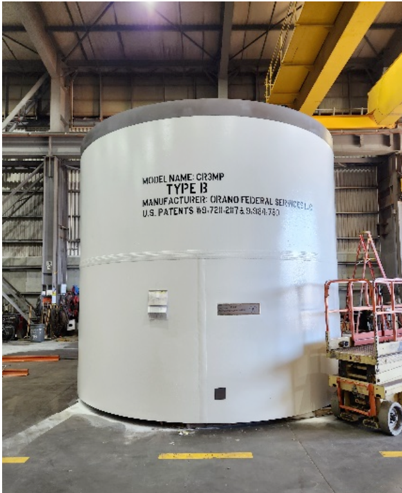 MODEL NAME: CR3MP
TYPE B
MANUFACTURER: ORANO FEDERAL SERVICES LLC
U.S. PATENTS